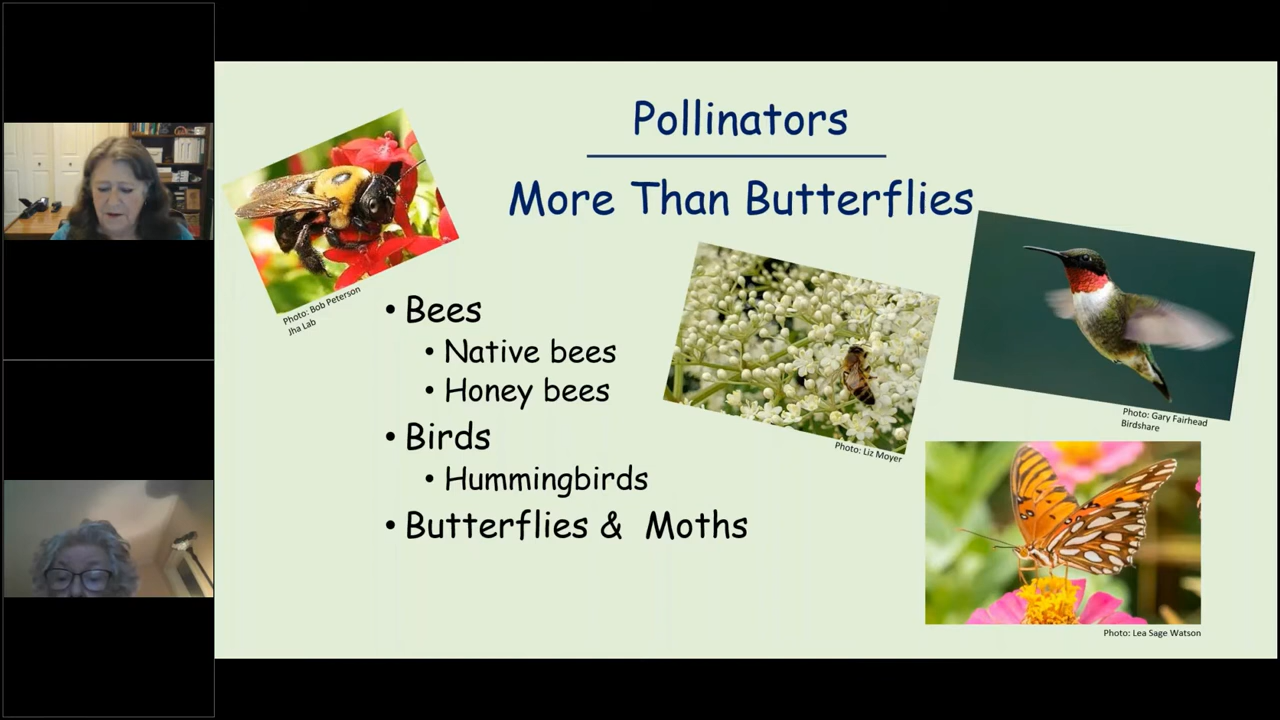 Pollinators
More Than Butterflies
Photo: Bob Peterson
Jha Lab
• Bees
• Native bees
• Honey bees
• Birds
• Hummingbirds
• Butterflies & Moths
Photo: Liz Moyer
Photo: Gary Fairhead
Birdshare
Photo: Lea Sage Watson